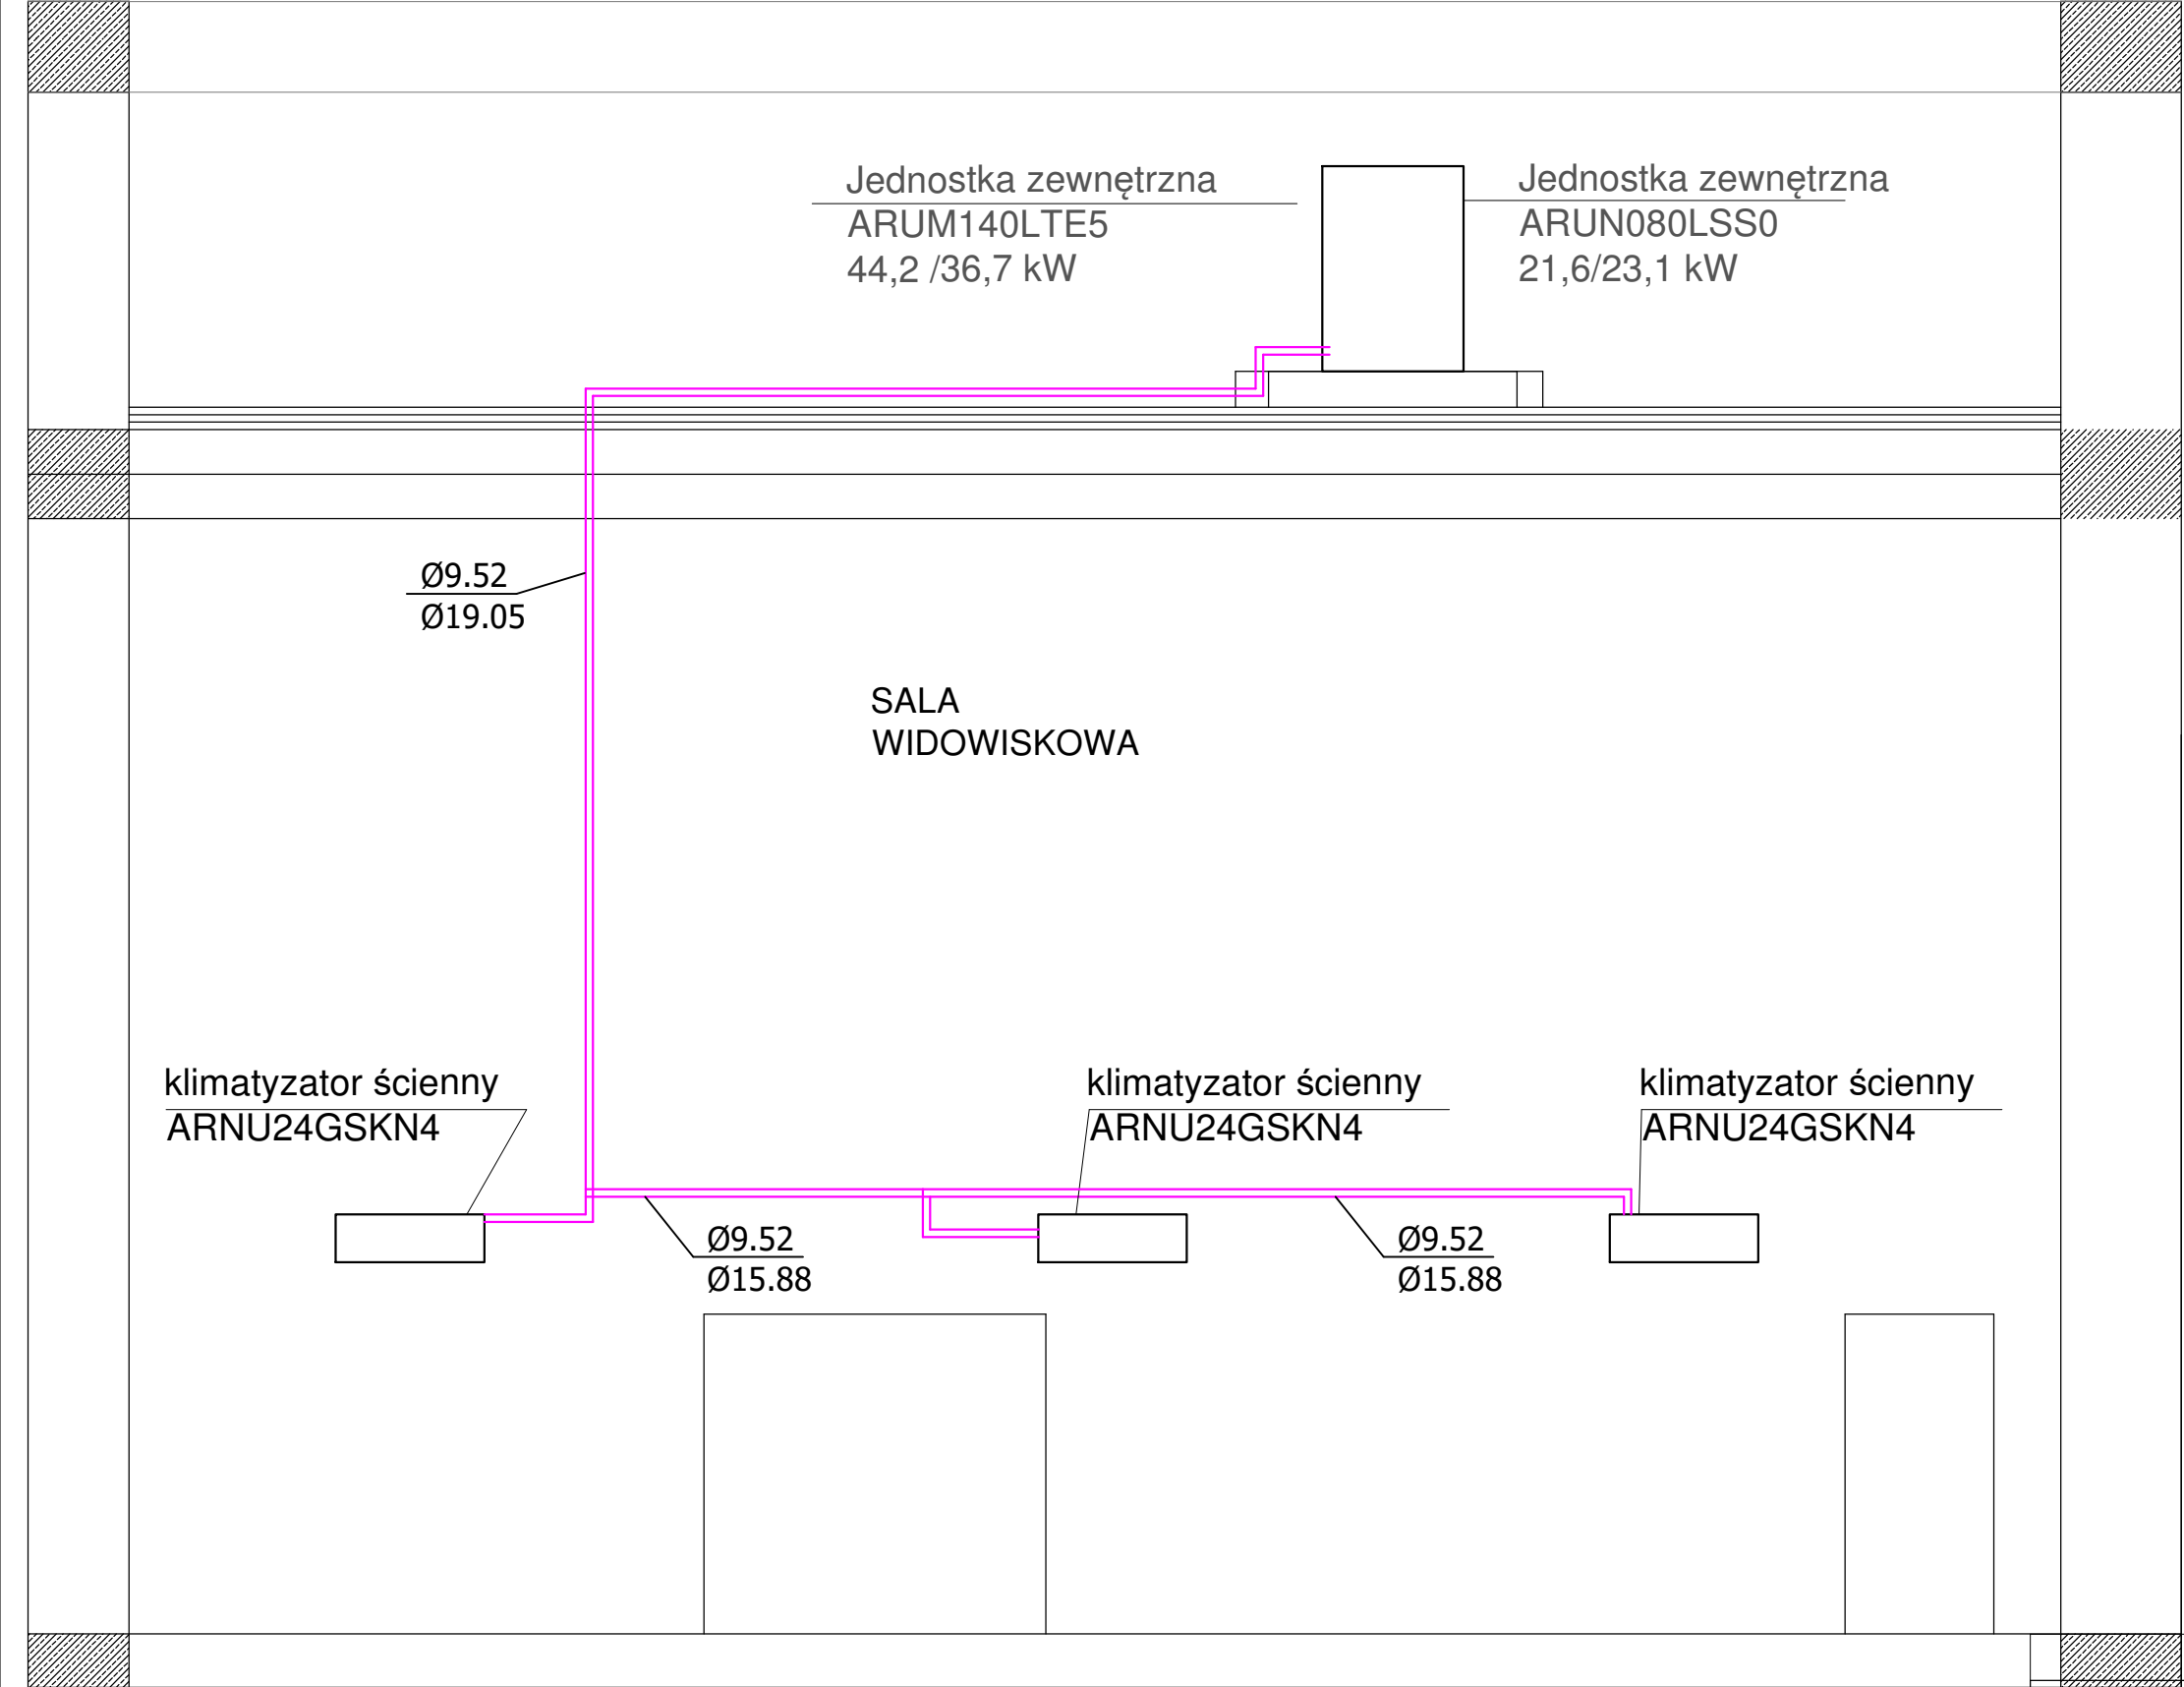 Jednostka zewnętrzna
ARUM140LTE5
44,2 /36,7 kW
Jednostka zewnętrzna
ARUN080LSS0
21,6/23,1 kW
Ø9.52
Ø19.05
SALA
WIDOWISKOWA
klimatyzator ścienny
ARNU24GSKN4
klimatyzator ścienny
ARNU24GSKN4
klimatyzator ścienny
ARNU24GSKN4
Ø9.52
Ø15.88
Ø9.52
Ø15.88